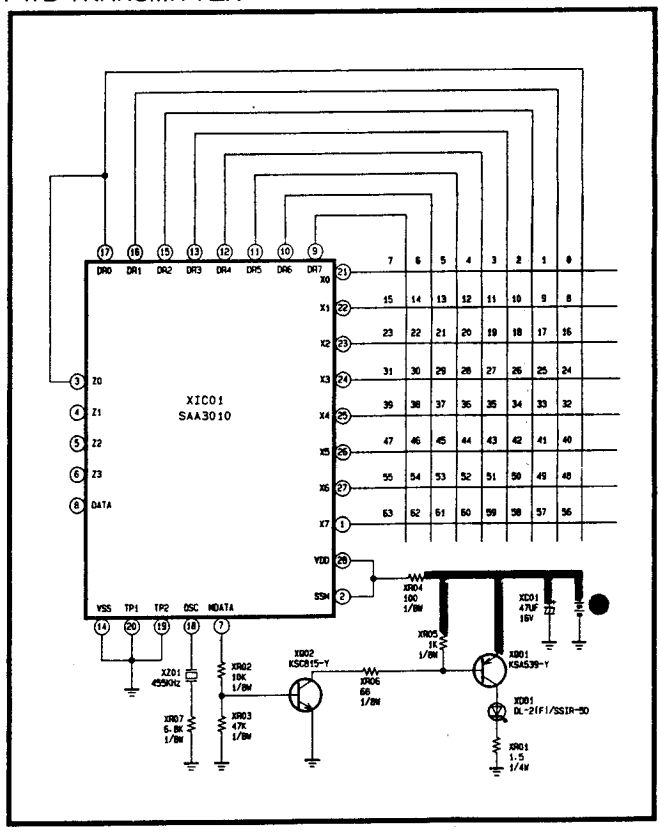 17 16 15 13 12 11 10 9
DR0 DR1 DR2 DR3 DR4 DR5 DR6 DR7
X0 21 7 6 5 4 3 2 1 0
X1 22 15 14 13 12 11 10 9 8
X2 23 23 22 21 20 19 18 17 16
3 Z0 X3 24 31 30 29 28 27 26 25 24
XIC01
SAA3010
4 Z1 X4 25 39 38 37 36 35 34 33 32
5 Z2 X5 26 47 46 45 44 43 42 41 40
6 Z3 X6 27 55 54 53 52 51 50 49 48
8 DATA X7 1 63 62 61 60 59 58 57 56
VDD 28
SSM 2
XR04
100
1/8W
XC01
47UF
16V
VSS TP1 TP2 OSC MDATA
14 20 19 18 7
XR05
1K
1/8W
XQ02
KSC815-Y
XQ01
KSA539-Y
XZ01
455KHz
XR02
10K
1/8W
XR06
68
1/8W
XD01
DL-2(F)/SSIR-5D
XR07
6.8K
1/8W
XR03
47K
1/8W
XR01
1.5
1/4W